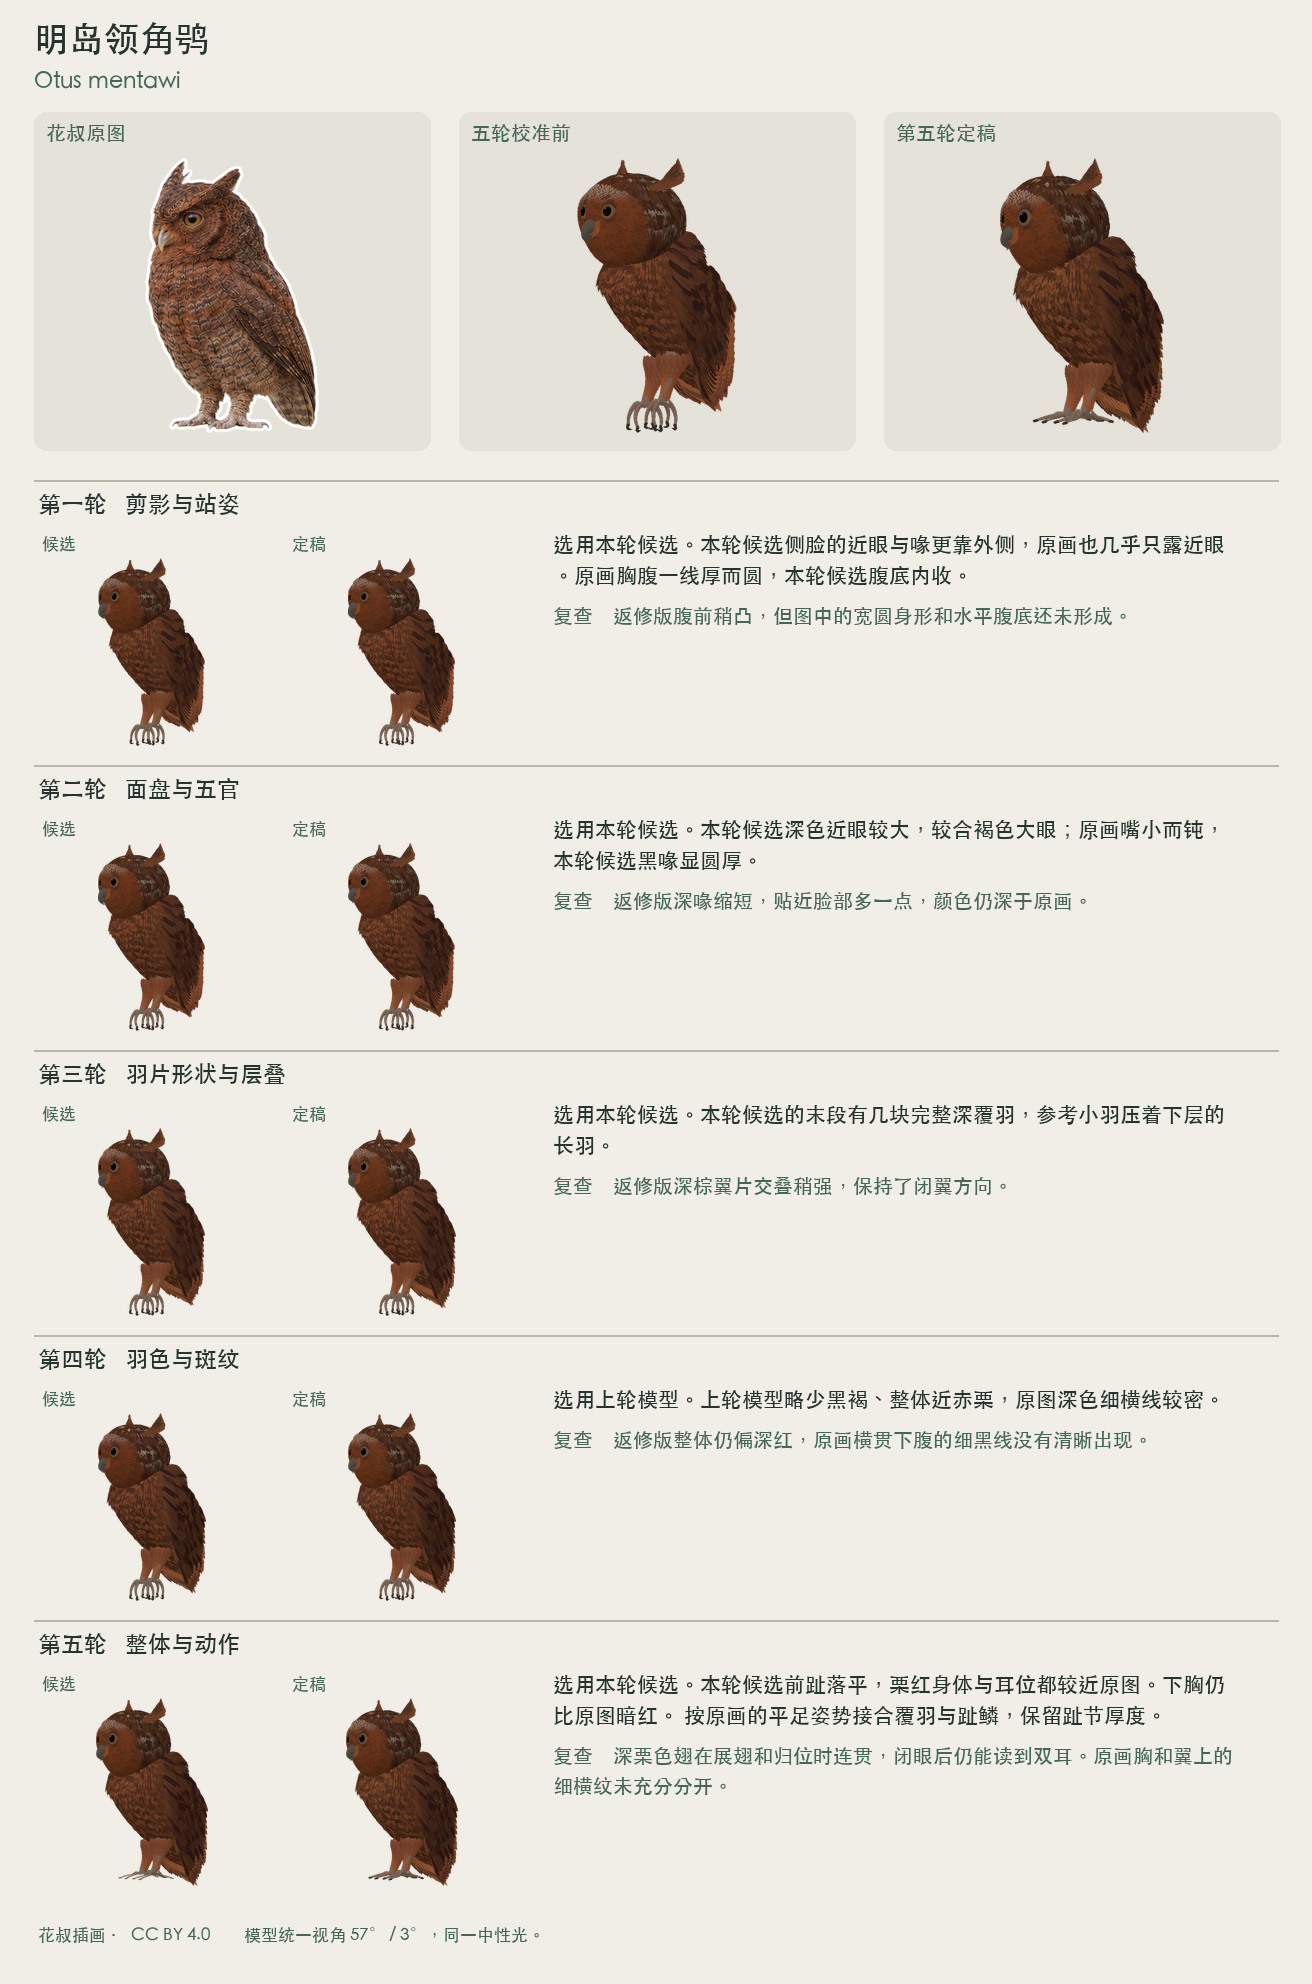 明岛领角鸮
Otus mentawi
花叔原图
五轮校准前
第五轮定稿
第一轮 剪影与站姿
候选
定稿
选用本轮候选。本轮候选侧脸的近眼与喙更靠外侧，原画也几乎只露近眼
。原画胸腹一线厚而圆，本轮候选腹底内收。
复查 返修版腹前稍凸，但图中的宽圆身形和水平腹底还未形成。
第二轮 面盘与五官
候选
定稿
选用本轮候选。本轮候选深色近眼较大，较合褐色大眼；原画嘴小而钝，
本轮候选黑喙显圆厚。
复查 返修版深喙缩短，贴近脸部多一点，颜色仍深于原画。
第三轮 羽片形状与层叠
候选
定稿
选用本轮候选。本轮候选的末段有几块完整深覆羽，参考小羽压着下层的
长羽。
复查 返修版深棕翼片交叠稍强，保持了闭翼方向。
第四轮 羽色与斑纹
候选
定稿
选用上轮模型。上轮模型略少黑褐、整体近赤栗，原图深色细横线较密。
复查 返修版整体仍偏深红，原画横贯下腹的细黑线没有清晰出现。
第五轮 整体与动作
候选
定稿
选用本轮候选。本轮候选前趾落平，栗红身体与耳位都较近原图。下胸仍
比原图暗红。 按原画的平足姿势接合覆羽与趾鳞，保留趾节厚度。
复查 深栗色翅在展翅和归位时连贯，闭眼后仍能读到双耳。原画胸和翼上的
细横纹未充分分开。
花叔插画 · CC BY 4.0 模型统一视角 57° / 3°，同一中性光。